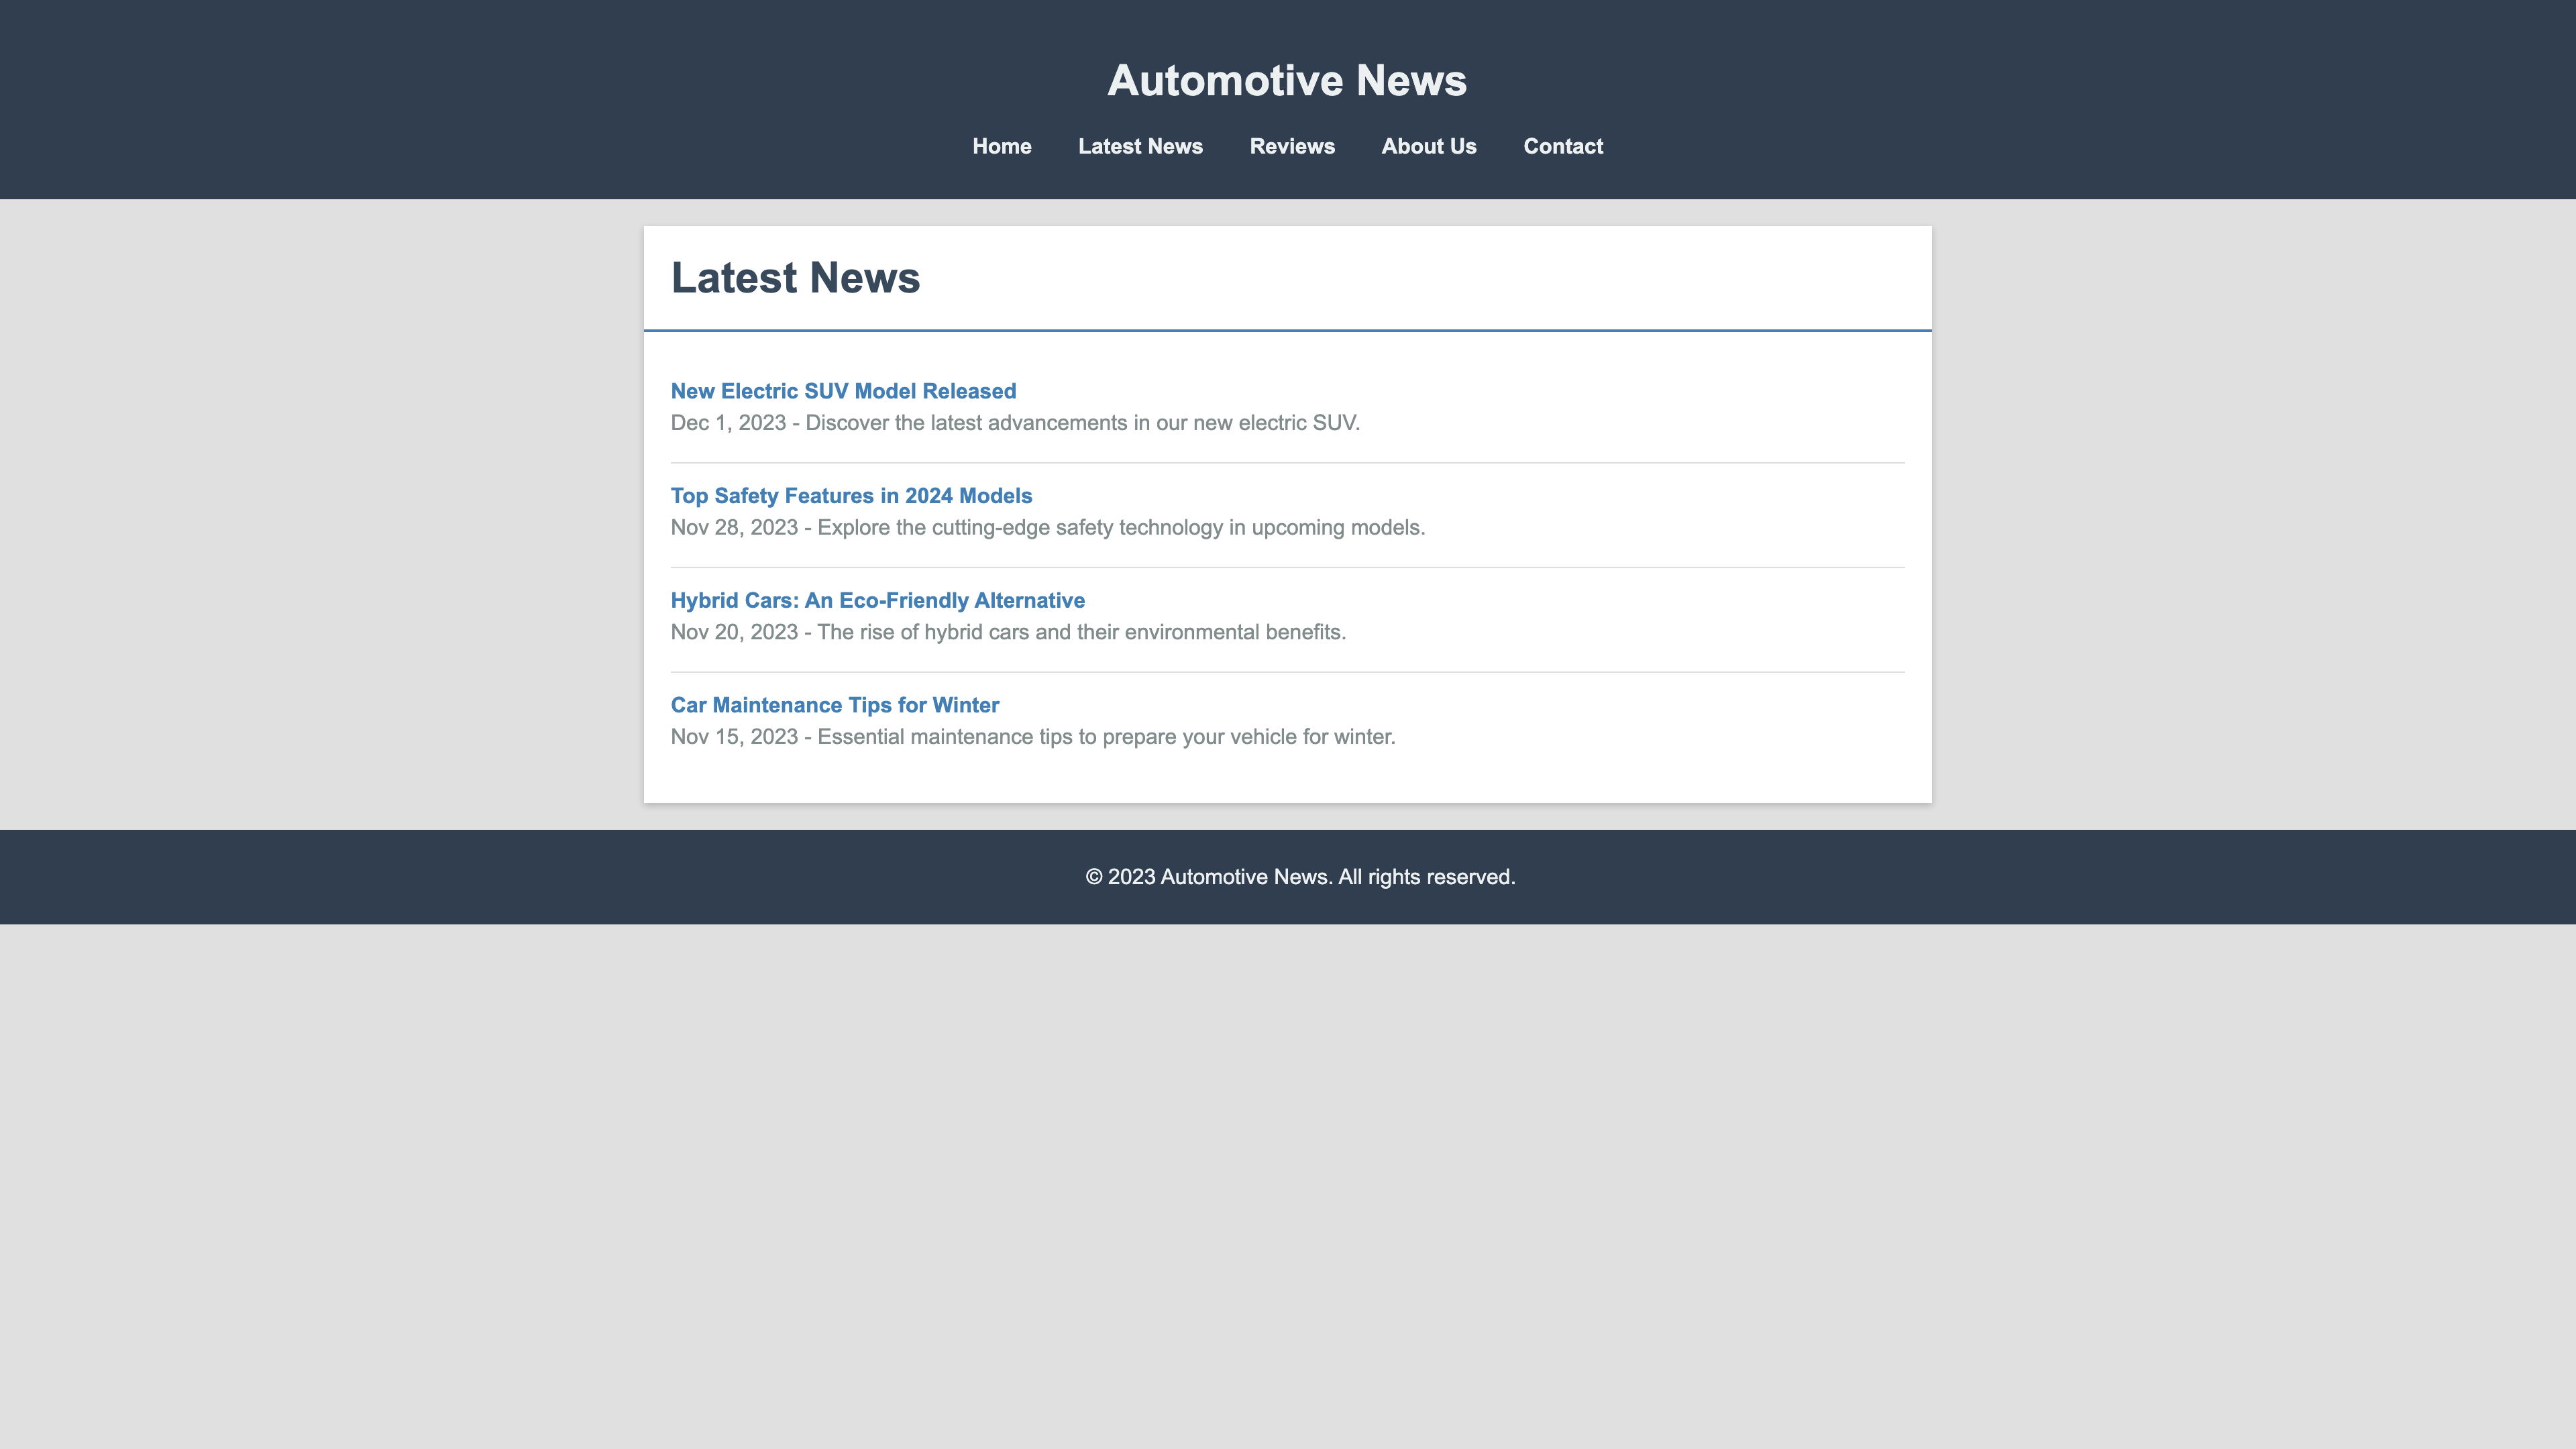 Automotive News
Home Latest News Reviews About Us Contact
Latest News
New Electric SUV Model Released
Dec 1, 2023 - Discover the latest advancements in our new electric SUV.
Top Safety Features in 2024 Models
Nov 28, 2023 - Explore the cutting-edge safety technology in upcoming models.
Hybrid Cars: An Eco-Friendly Alternative
Nov 20, 2023 - The rise of hybrid cars and their environmental benefits.
Car Maintenance Tips for Winter
Nov 15, 2023 - Essential maintenance tips to prepare your vehicle for winter.
© 2023 Automotive News. All rights reserved.